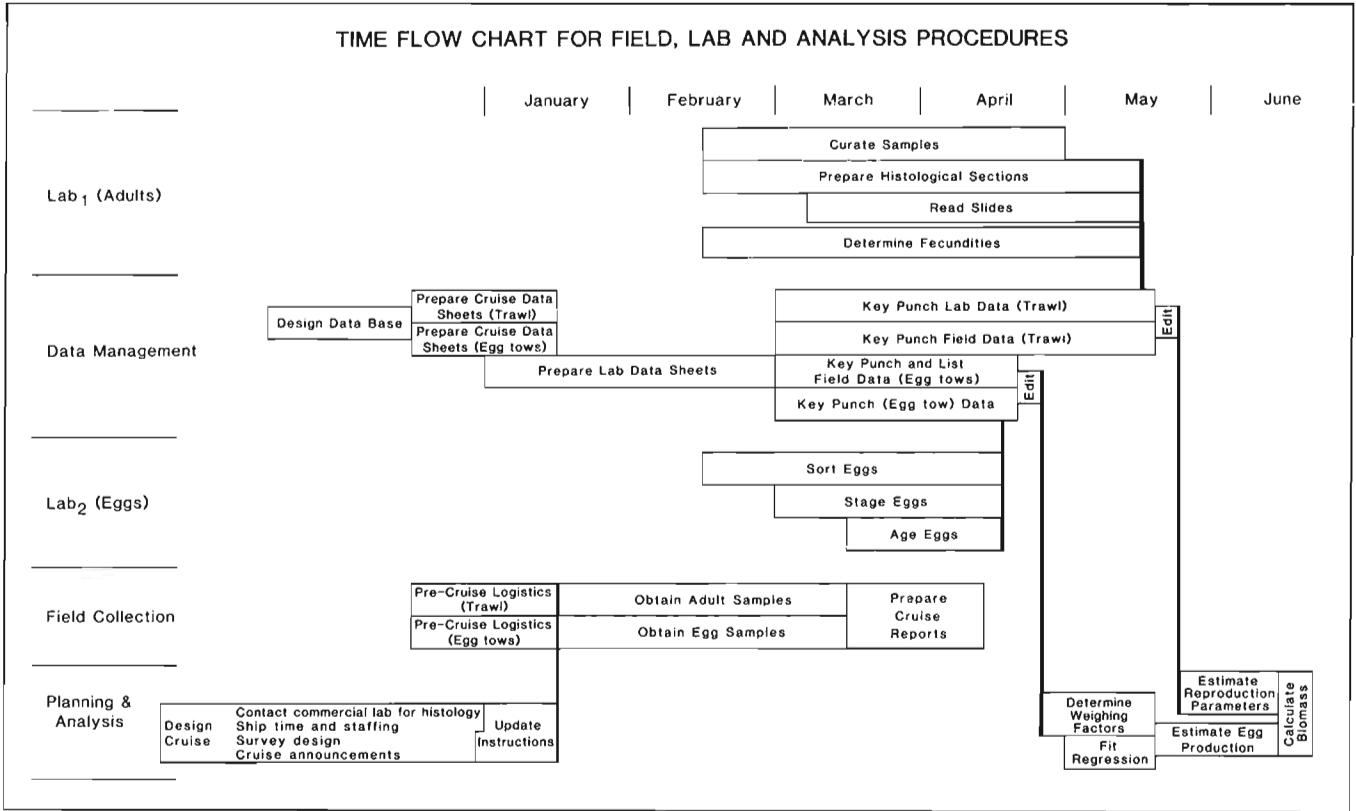 TIME FLOW CHART FOR FIELD, LAB AND ANALYSIS PROCEDURES
January February March April May June
Lab1 (Adults)
Curate Samples
Prepare Histological Sections
Read Slides
Determine Fecundities
Data Management
Design Data Base
Prepare Cruise Data
Sheets (Trawl)
Prepare Cruise Data
Sheets (Egg tows)
Prepare Lab Data Sheets
Key Punch Lab Data (Trawl)
Key Punch Field Data (Trawl)
Edit
Key Punch and List
Field Data (Egg tows)
Key Punch (Egg tow) Data
Edit
Lab2 (Eggs)
Sort Eggs
Stage Eggs
Age Eggs
Field Collection
Pre-Cruise Logistics
(Trawl)
Pre-Cruise Logistics
(Egg tows)
Obtain Adult Samples
Obtain Egg Samples
Prepare
Cruise
Reports
Planning &
Analysis
Design
Cruise
Contact commercial lab for histology
Ship time and staffing
Survey design
Cruise announcements
Update
Instructions
Determine
Weighing
Factors
Fit
Regression
Estimate
Reproduction
Parameters
Estimate Egg
Production
Calculate
Biomass